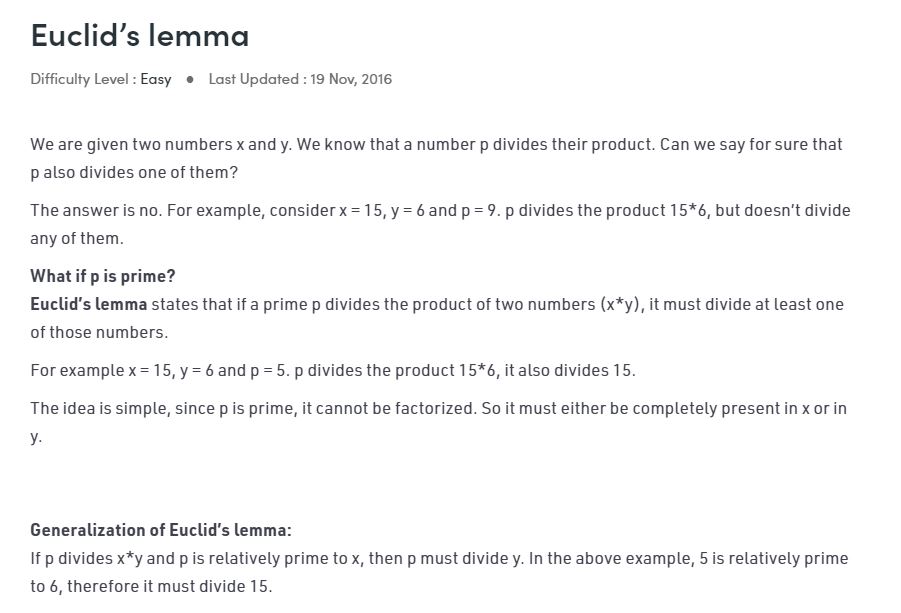 Euclid’s lemma
Difficulty Level : Easy ● Last Updated : 19 Nov, 2016
We are given two numbers x and y. We know that a number p divides their product. Can we say for sure that
p also divides one of them?
The answer is no. For example, consider x = 15, y = 6 and p = 9. p divides the product 15*6, but doesn’t divide
any of them.
What if p is prime?
Euclid’s lemma states that if a prime p divides the product of two numbers (x*y), it must divide at least one
of those numbers.
For example x = 15, y = 6 and p = 5. p divides the product 15*6, it also divides 15.
The idea is simple, since p is prime, it cannot be factorized. So it must either be completely present in x or in
y.
Generalization of Euclid’s lemma:
If p divides x*y and p is relatively prime to x, then p must divide y. In the above example, 5 is relatively prime
to 6, therefore it must divide 15.